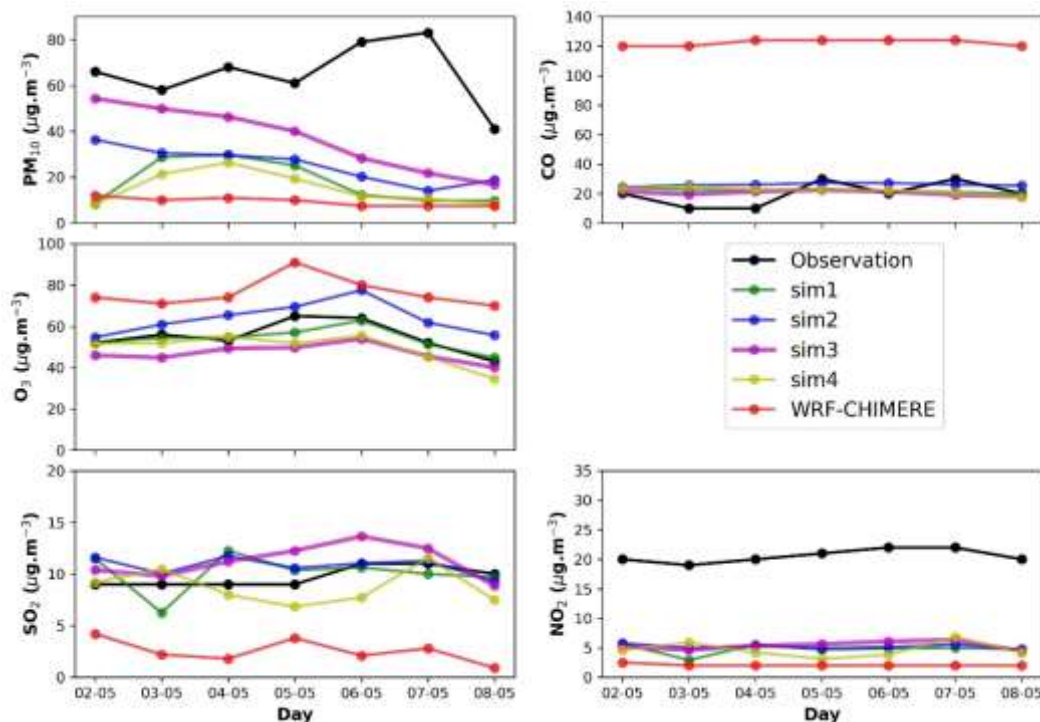 PM₁₀ (μg.m⁻³)
80
60
40
20
0
CO (μg.m⁻³)
140
120
100
80
60
40
20
0
O₃ (μg.m⁻³)
100
80
60
40
20
0
Observation
sim1
sim2
sim3
sim4
WRF-CHIMERE
SO₂ (μg.m⁻³)
20
15
10
5
0
02-05 03-05 04-05 05-05 06-05 07-05 08-05
Day
NO₂ (μg.m⁻³)
35
30
25
20
15
10
5
0
02-05 03-05 04-05 05-05 06-05 07-05 08-05
Day